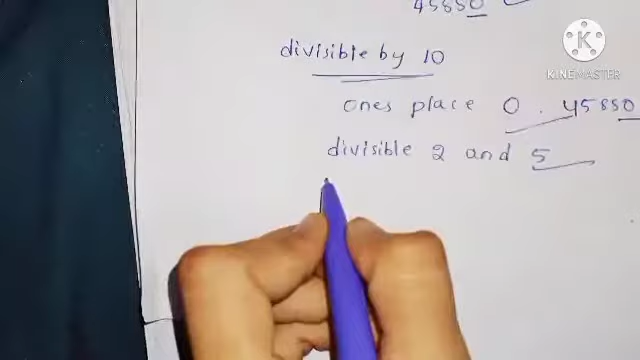 45850
divisible by 10
ones place 0. 45850
divisible 2 and 5
KINEMASTER